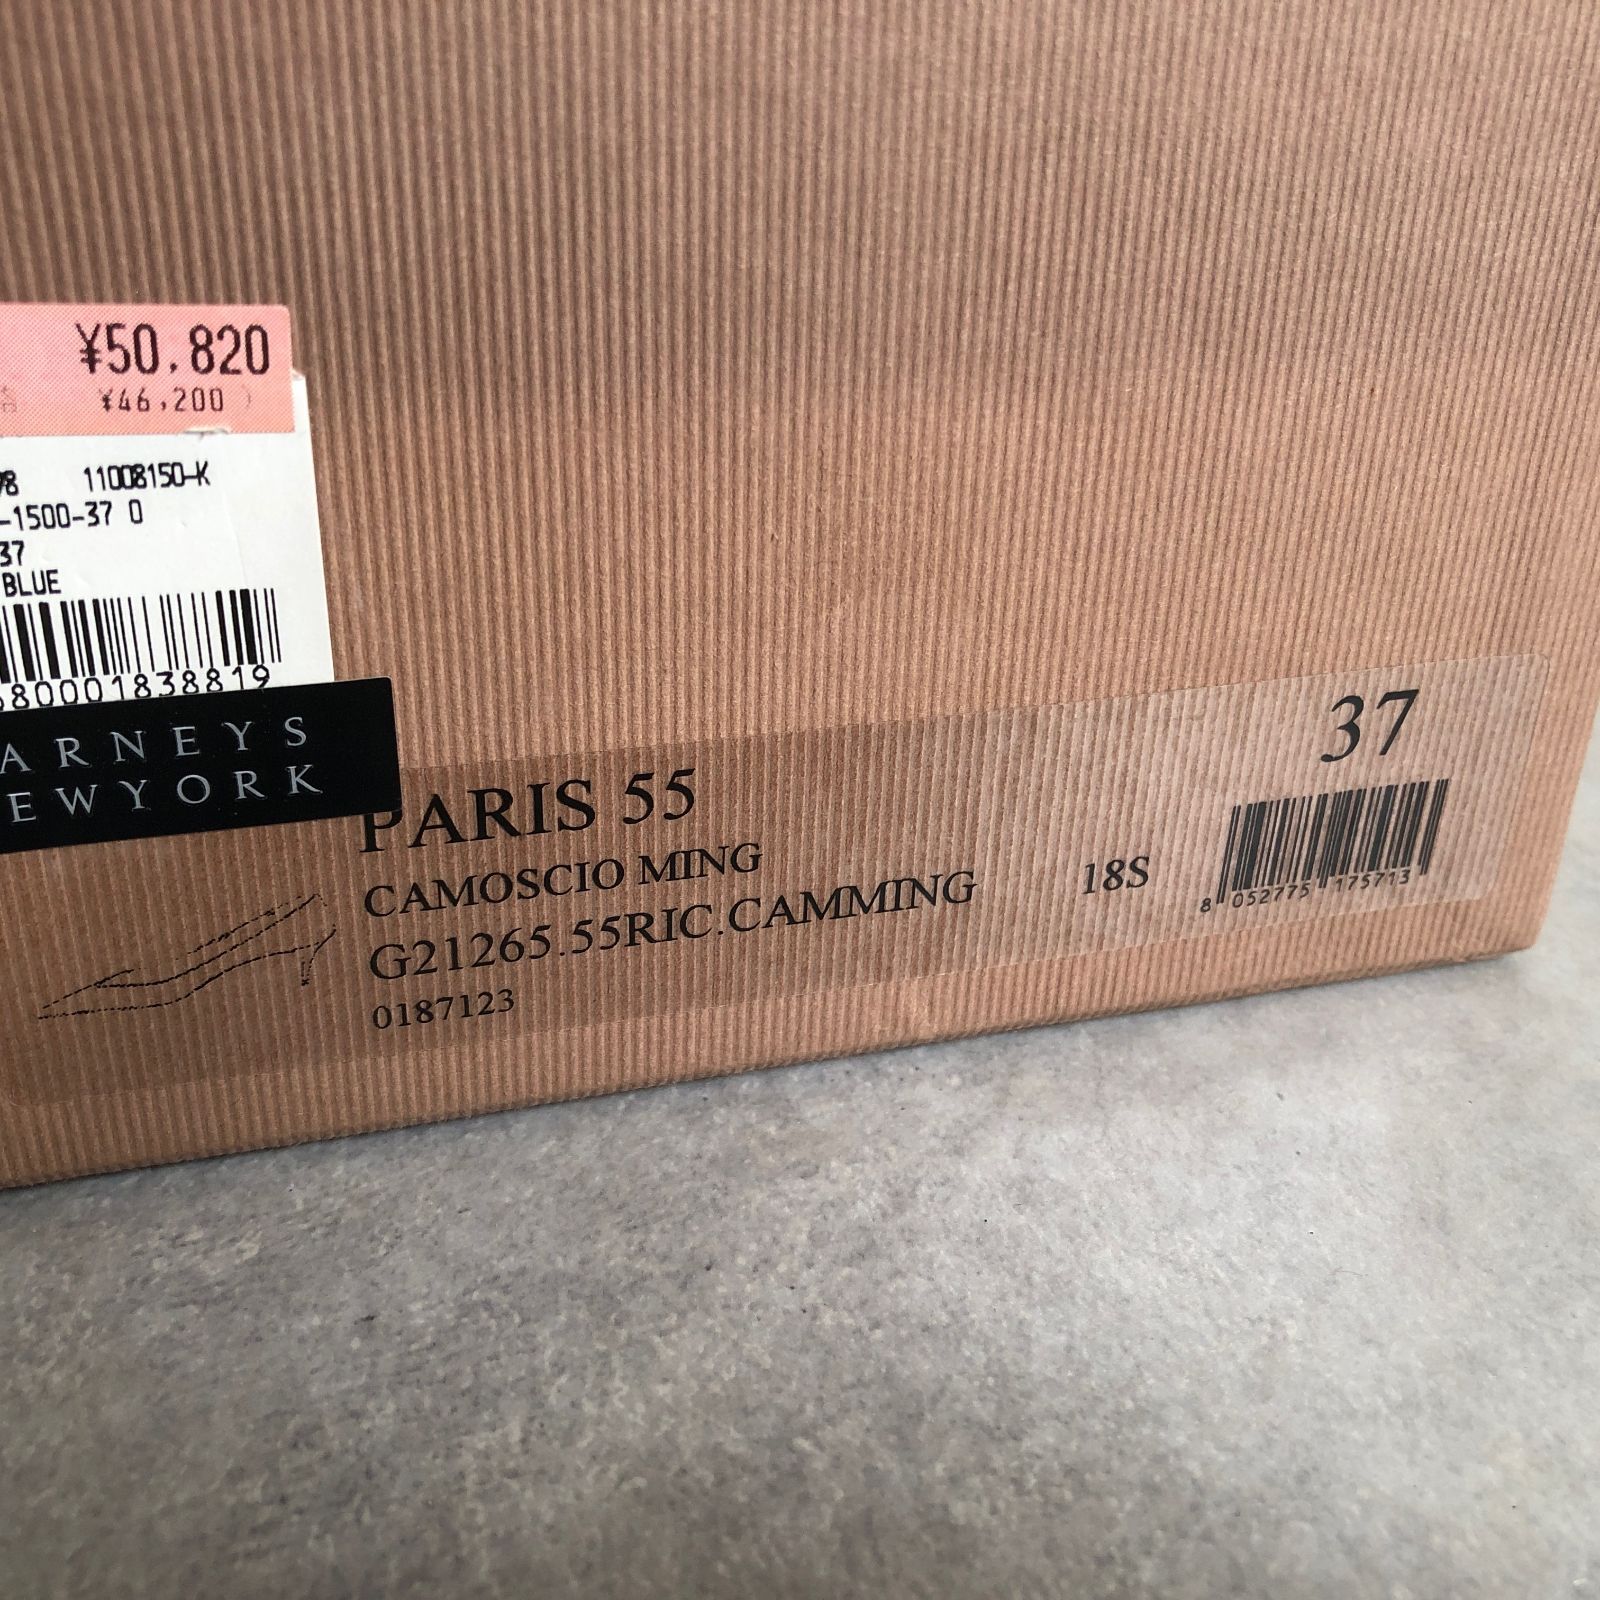 ¥50,820
¥46,200 )
98 11008150-K
-1500-37 0
37
BLUE
80001838819
ARNEYS
EWYORK
PARIS 55
CAMOSCIO MING
G21265.55RIC.CAMMING
0187123
18S
37
8 052775 175713